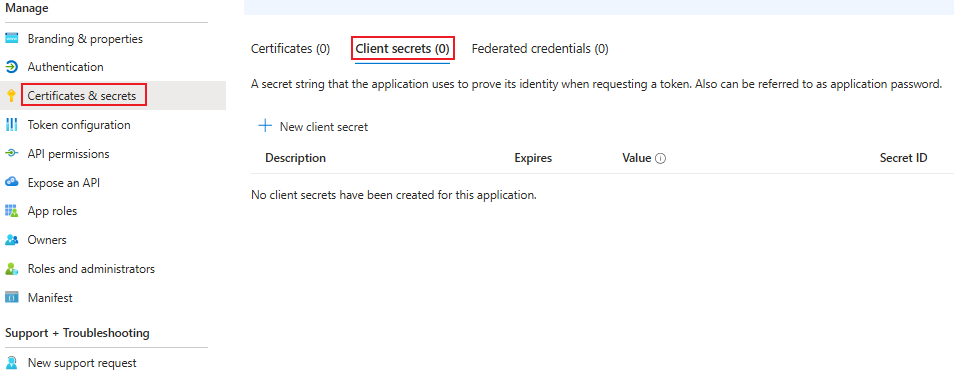 Manage
Branding & properties
Authentication
Certificates & secrets
Token configuration
API permissions
Expose an API
App roles
Owners
Roles and administrators
Manifest
Support + Troubleshooting
New support request
Certificates (0) Client secrets (0) Federated credentials (0)
A secret string that the application uses to prove its identity when requesting a token. Also can be referred to as application password.
New client secret
Description Expires Value Secret ID
No client secrets have been created for this application.